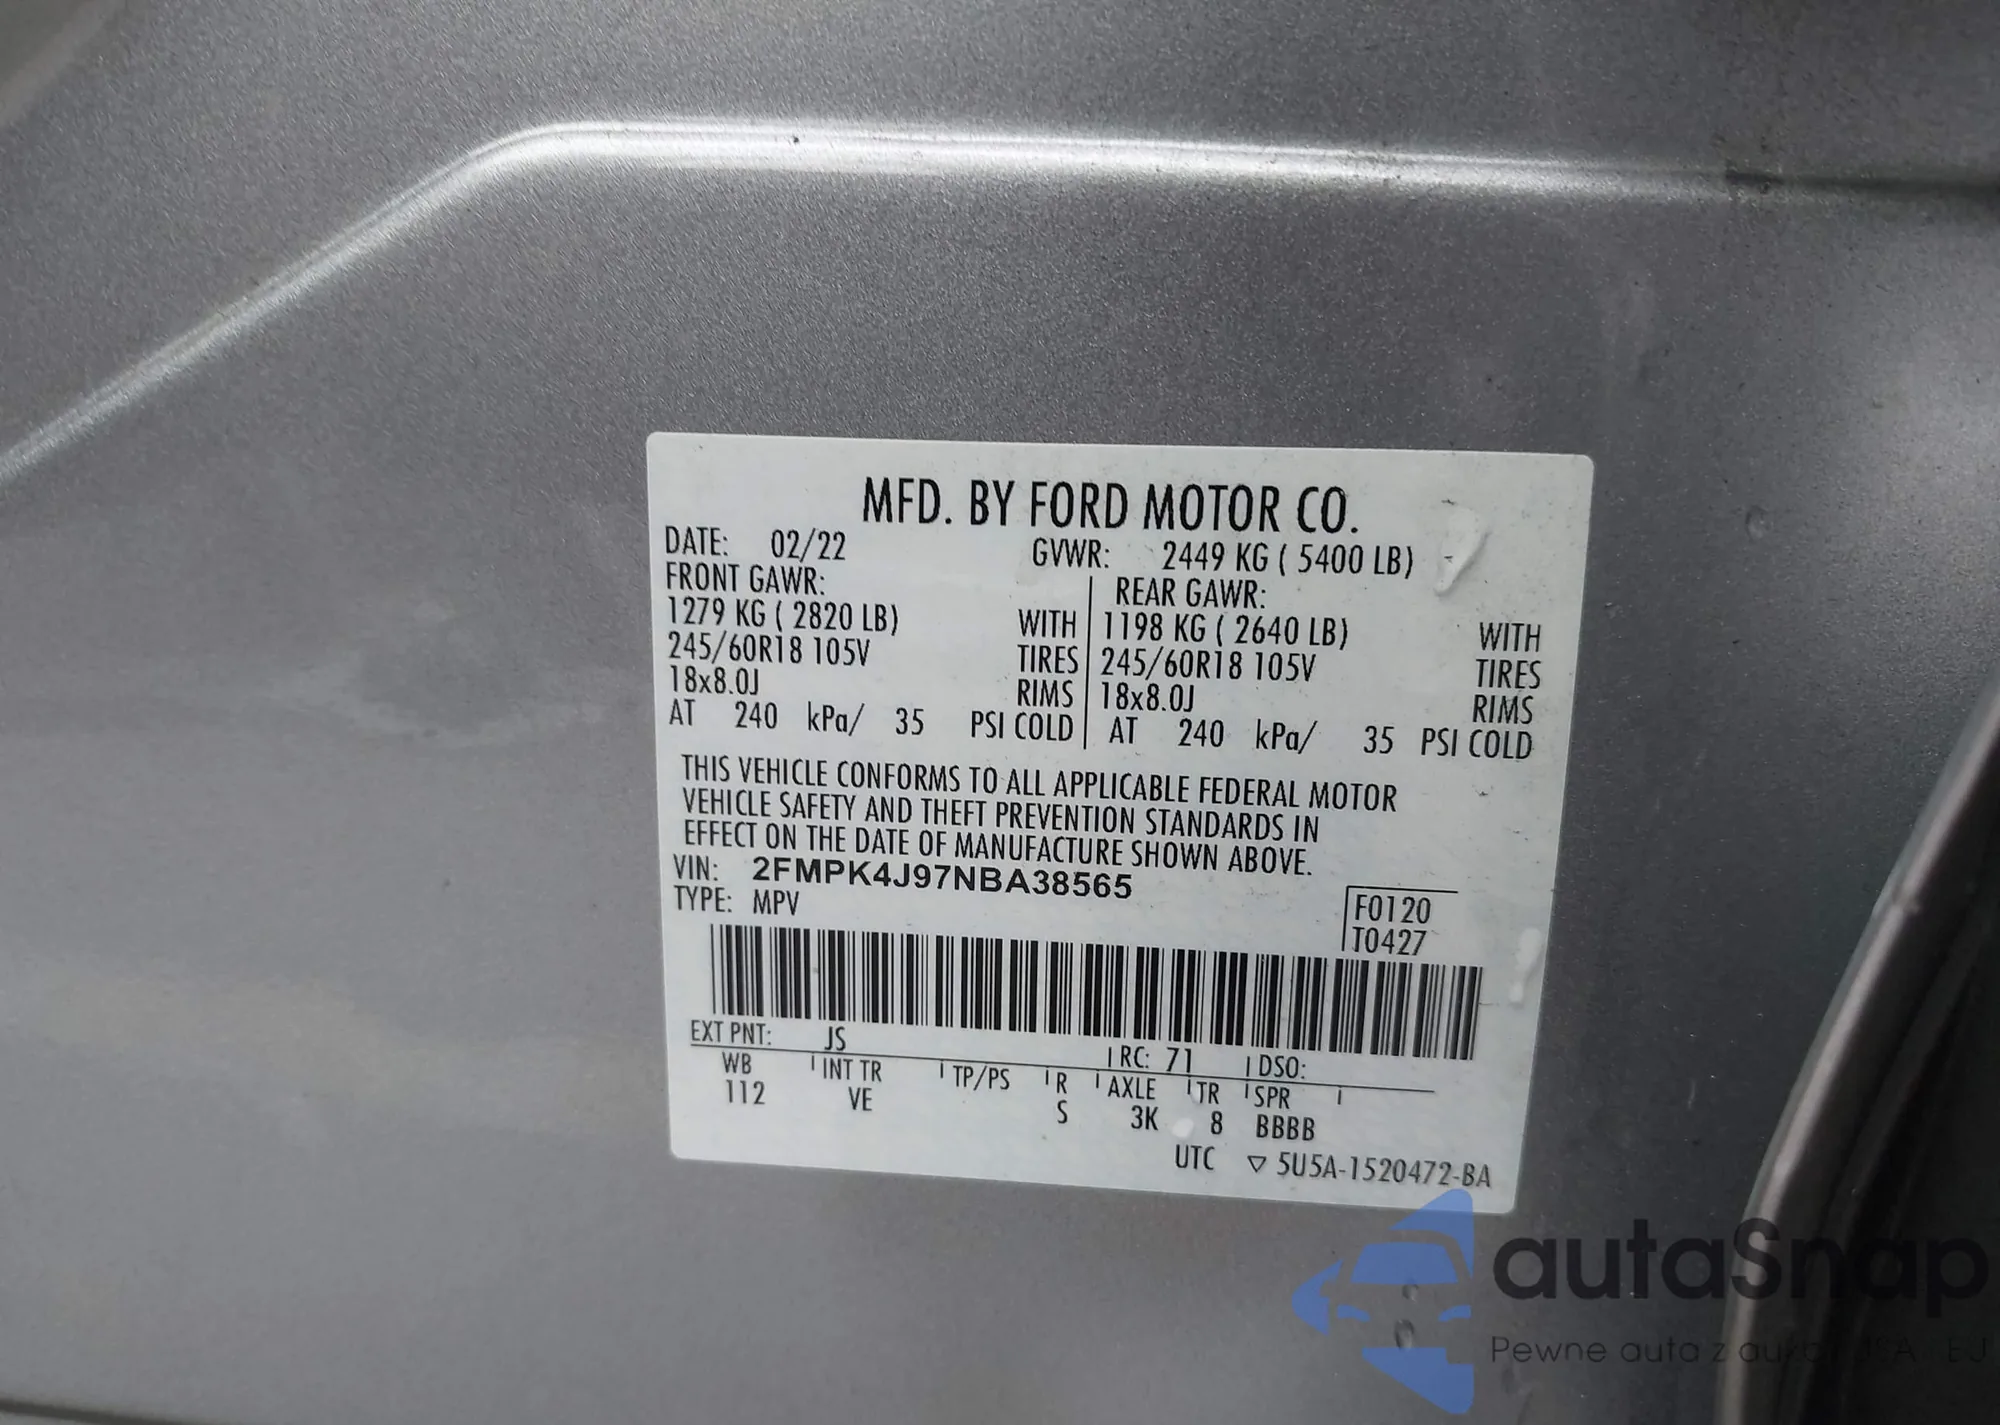 MFD. BY FORD MOTOR CO.
DATE: 02/22 GVWR: 2449 KG ( 5400 LB)
FRONT GAWR: REAR GAWR:
1279 KG ( 2820 LB) WITH 1198 KG ( 2640 LB) WITH
245/60R18 105V TIRES 245/60R18 105V TIRES
18x8.0J RIMS 18x8.0J RIMS
AT 240 kPa/ 35 PSI COLD AT 240 kPa/ 35 PSI COLD
THIS VEHICLE CONFORMS TO ALL APPLICABLE FEDERAL MOTOR
VEHICLE SAFETY AND THEFT PREVENTION STANDARDS IN
EFFECT ON THE DATE OF MANUFACTURE SHOWN ABOVE.
VIN: 2FMPK4J97NBA38565
TYPE: MPV
F0120
T0427
EXT PNT: JS RC: 71 DSO:
WB INT TR TP/PS R AXLE TR SPR
112 VE S 3K 8 BBBB
UTC ▽ 5U5A-1520472-BA
autaSnap
Pewne auta z